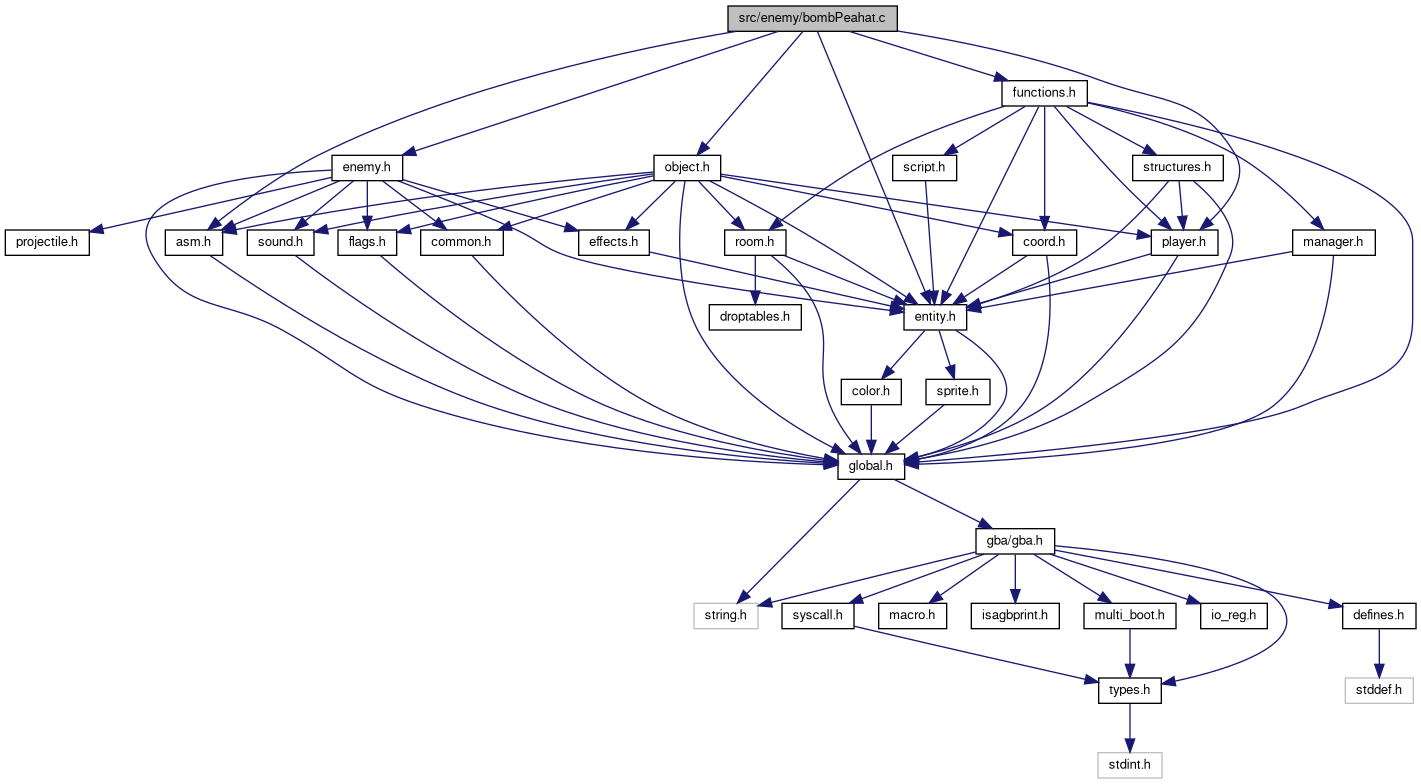 src/enemy/bombPeahat.c
functions.h
enemy.h
object.h
script.h
structures.h
projectile.h
asm.h
sound.h
flags.h
common.h
effects.h
room.h
coord.h
player.h
manager.h
droptables.h
entity.h
color.h
sprite.h
global.h
gba/gba.h
string.h
syscall.h
macro.h
isagbprint.h
multi_boot.h
io_reg.h
defines.h
types.h
stddef.h
stdint.h